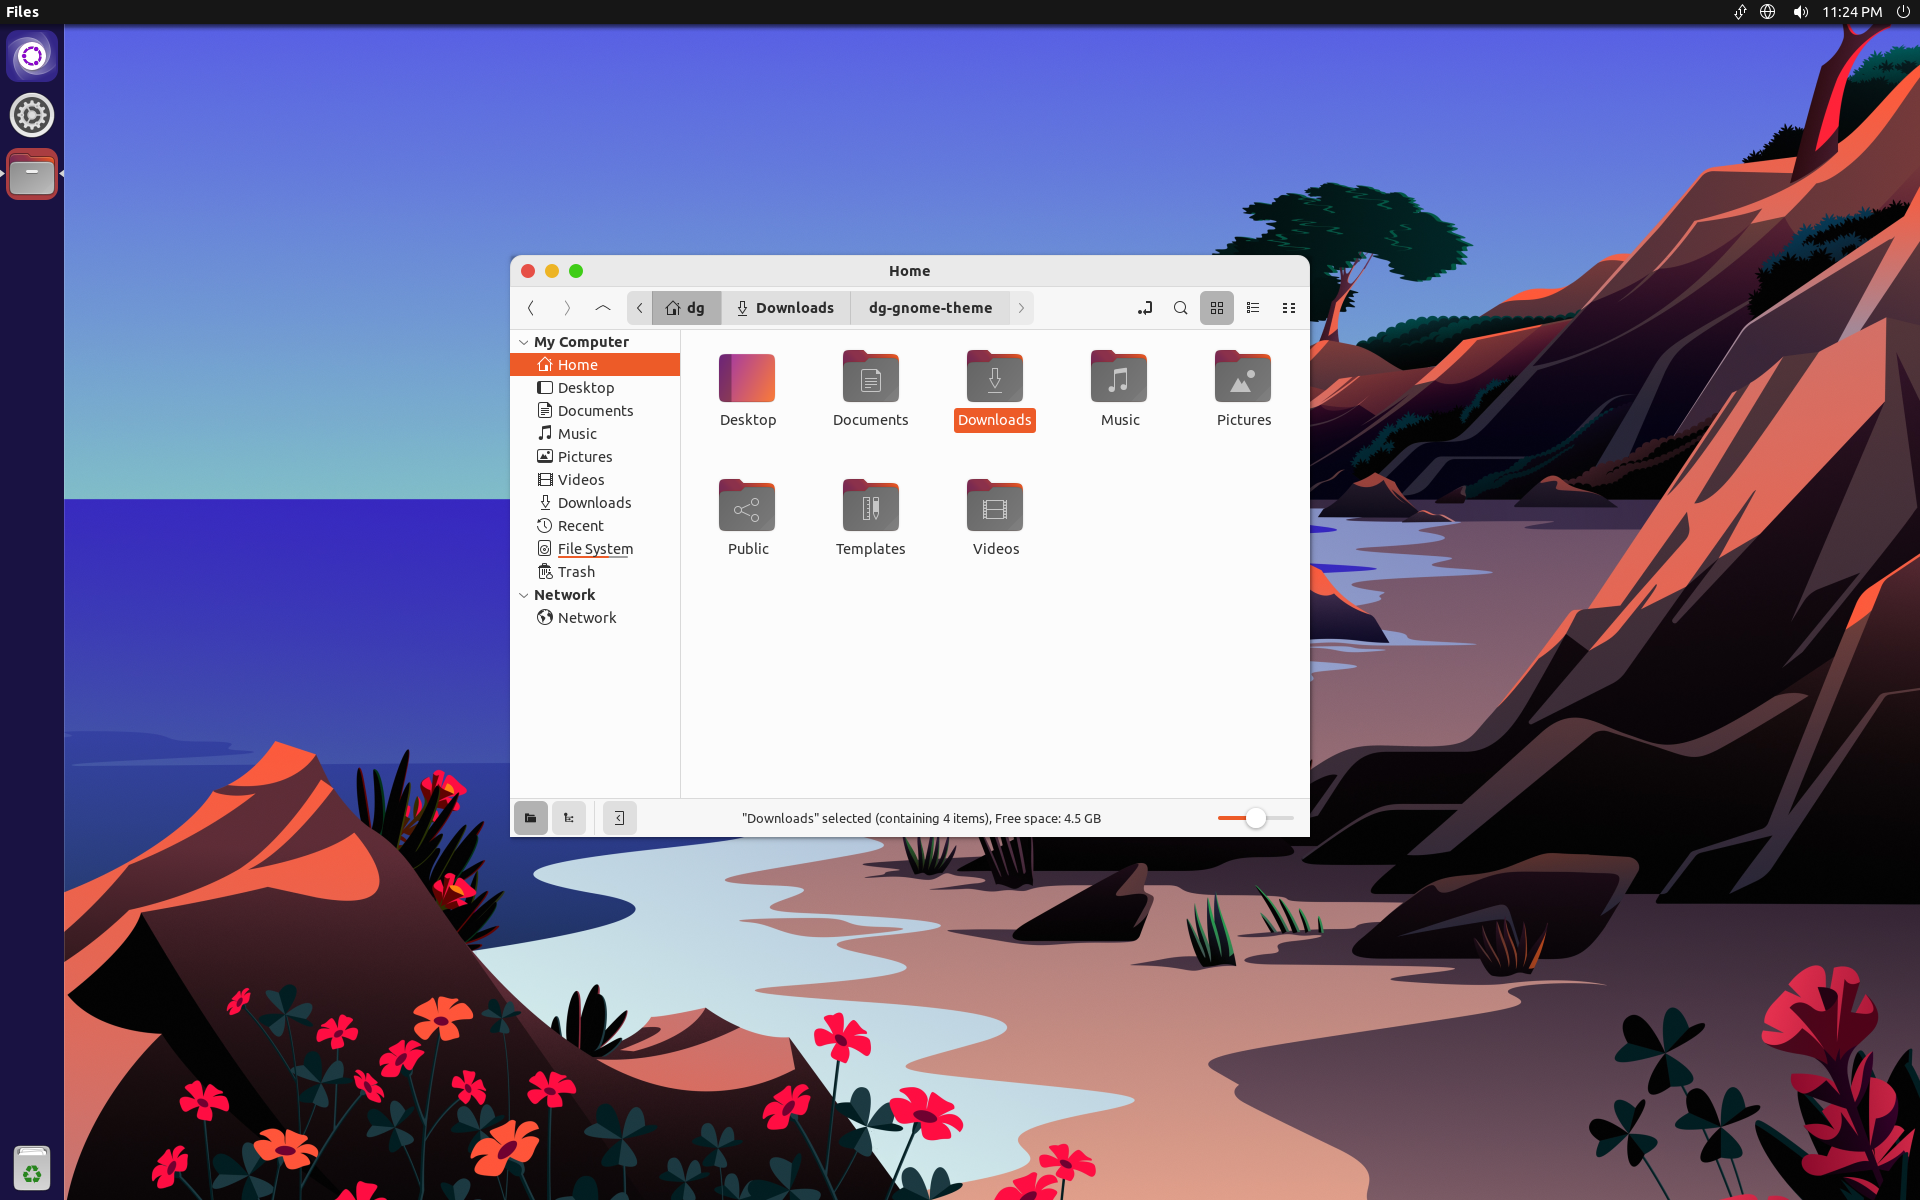 Files
11:24 PM
Home
dg
Downloads
dg-gnome-theme
My Computer
Home
Desktop
Documents
Music
Pictures
Videos
Downloads
Recent
File System
Trash
Network
Network
Desktop
Documents
Downloads
Music
Pictures
Public
Templates
Videos
"Downloads" selected (containing 4 items), Free space: 4.5 GB